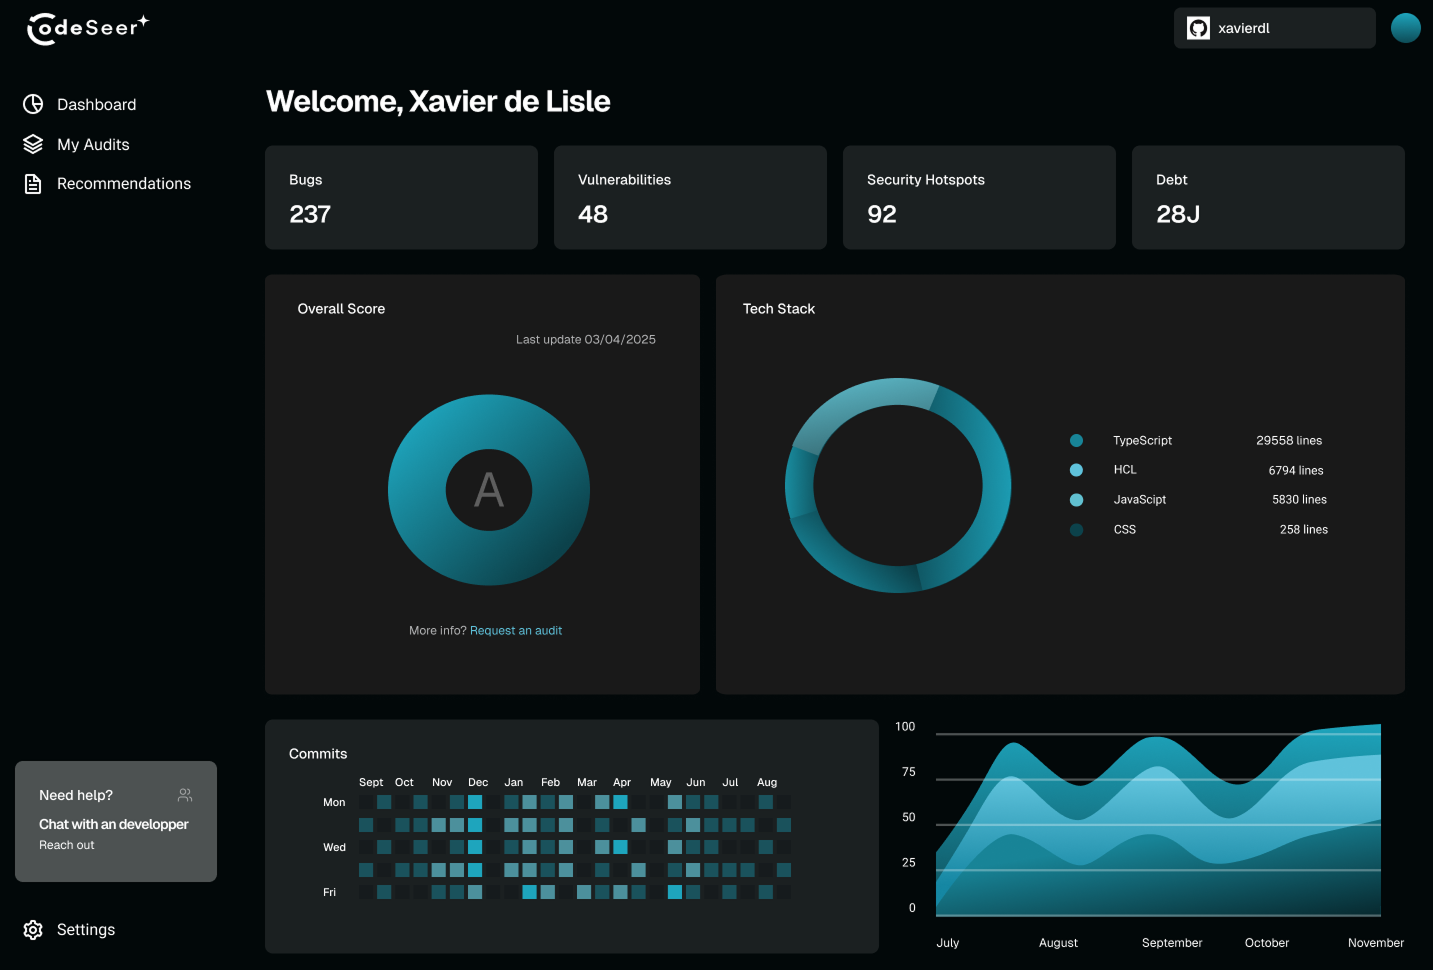 CodeSeer
xavierdl
Dashboard
My Audits
Recommendations
Welcome, Xavier de Lisle
Bugs
237
Vulnerabilities
48
Security Hotspots
92
Debt
28J
Overall Score
Last update 03/04/2025
A
More info? Request an audit
Tech Stack
TypeScript 29558 lines
HCL 6794 lines
JavaScipt 5830 lines
CSS 258 lines
Need help?
Chat with an developper
Reach out
Settings
Commits
Sept Oct Nov Dec Jan Feb Mar Apr May Jun Jul Aug
Mon
Wed
Fri
100
75
50
25
0
July August September October November